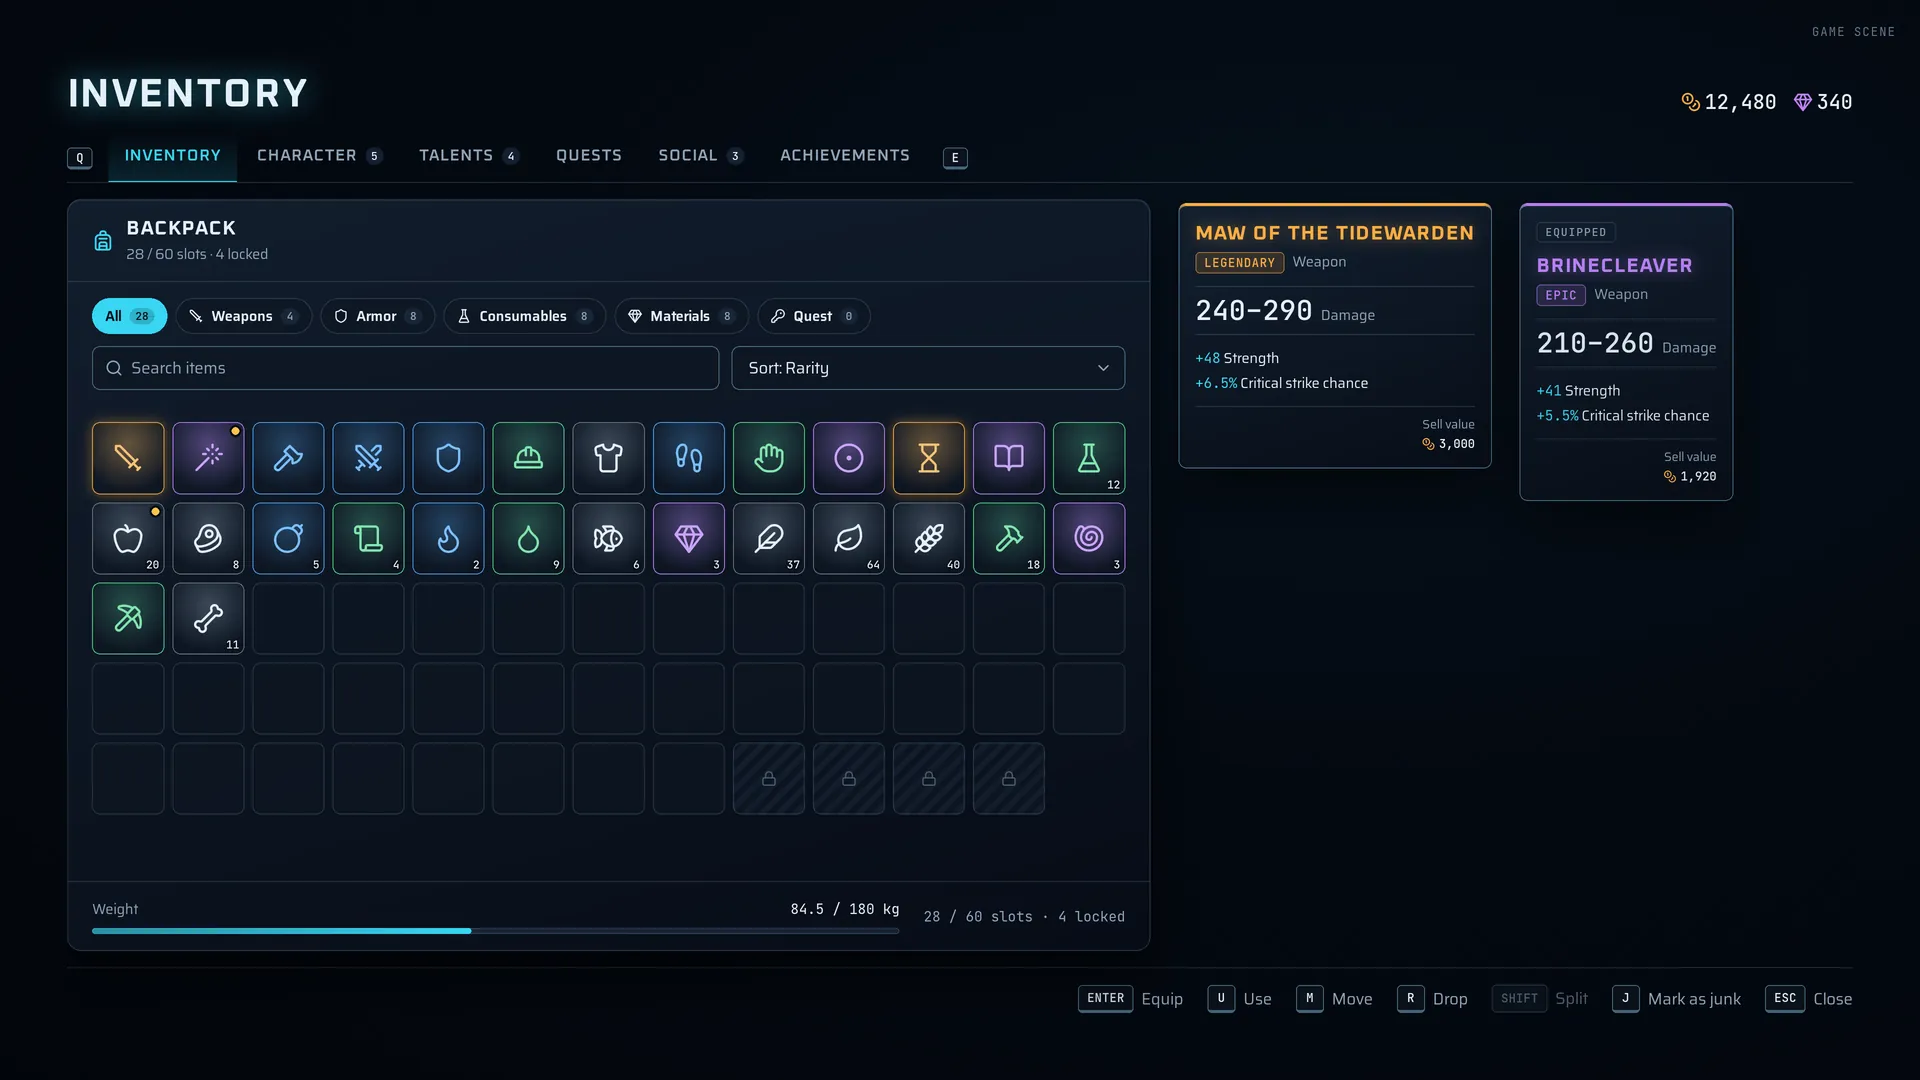 GAME SCENE
INVENTORY
12,480 340
Q INVENTORY CHARACTER 5 TALENTS 4 QUESTS SOCIAL 3 ACHIEVEMENTS E
BACKPACK
28 / 60 slots · 4 locked
All 28 Weapons 4 Armor 8 Consumables 8 Materials 8 Quest 0
Search items Sort: Rarity
12
20 8 5 4 2 9 6 3 37 64 40 18 3
11
Weight 84.5 / 180 kg 28 / 60 slots · 4 locked
MAW OF THE TIDEWARDEN
LEGENDARY Weapon
240–290 Damage
+48 Strength
+6.5% Critical strike chance
Sell value
3,000
EQUIPPED
BRINECLEAVER
EPIC Weapon
210–260 Damage
+41 Strength
+5.5% Critical strike chance
Sell value
1,920
ENTER Equip U Use M Move R Drop SHIFT Split J Mark as junk ESC Close